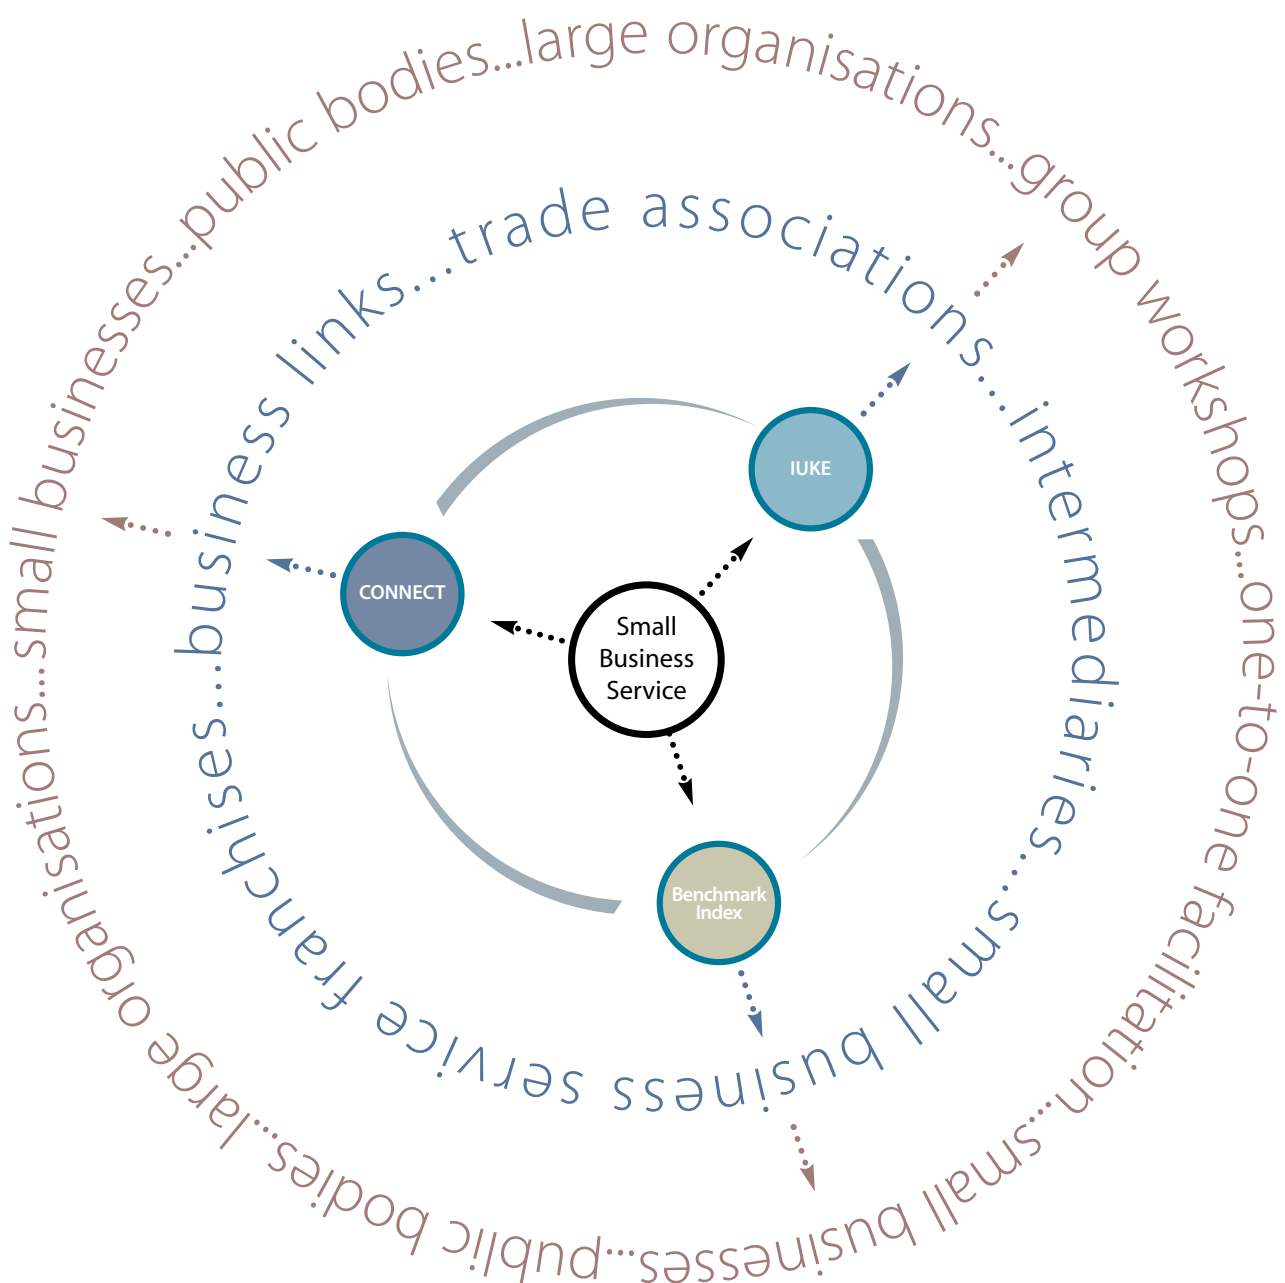 small businesses...public bodies...large organisations...group workshops...one-to-one facilitation...small businesses...public bodies...large organisations...
business links...trade associations...intermediaries...small business service franchises...
IUKE
CONNECT
Small
Business
Service
Benchmark
Index